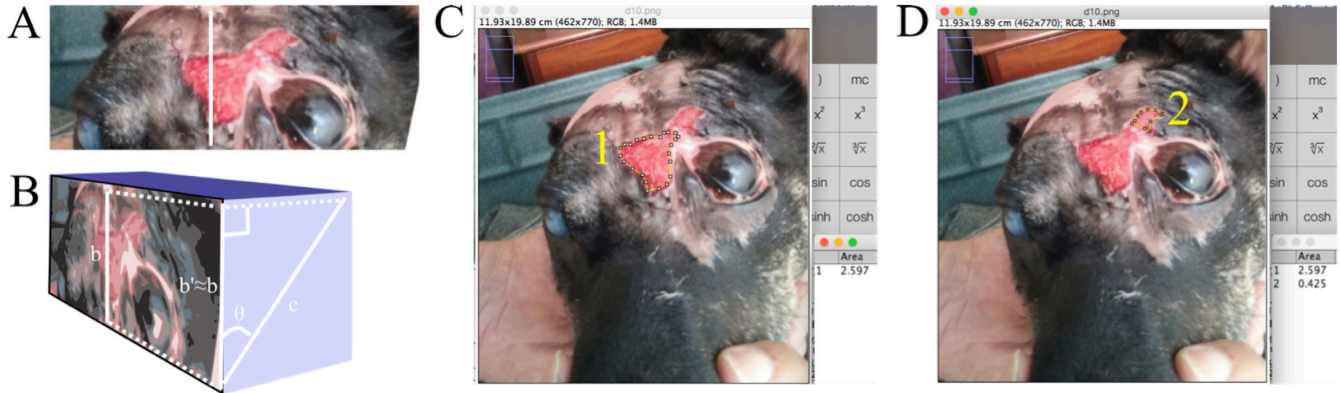 A
B
b
b'≈b
θ
c
C
d10.png
11.93x19.89 cm (462x770); RGB; 1.4MB
1
)
mc
x²
x³
∛x
sin
cos
sinh
cosh
Area
1 2.597
D
d10.png
11.93x19.89 cm (462x770); RGB; 1.4MB
2
)
mc
x²
x³
∛x
sin
cos
sinh
cosh
Area
1 2.597
2 0.425